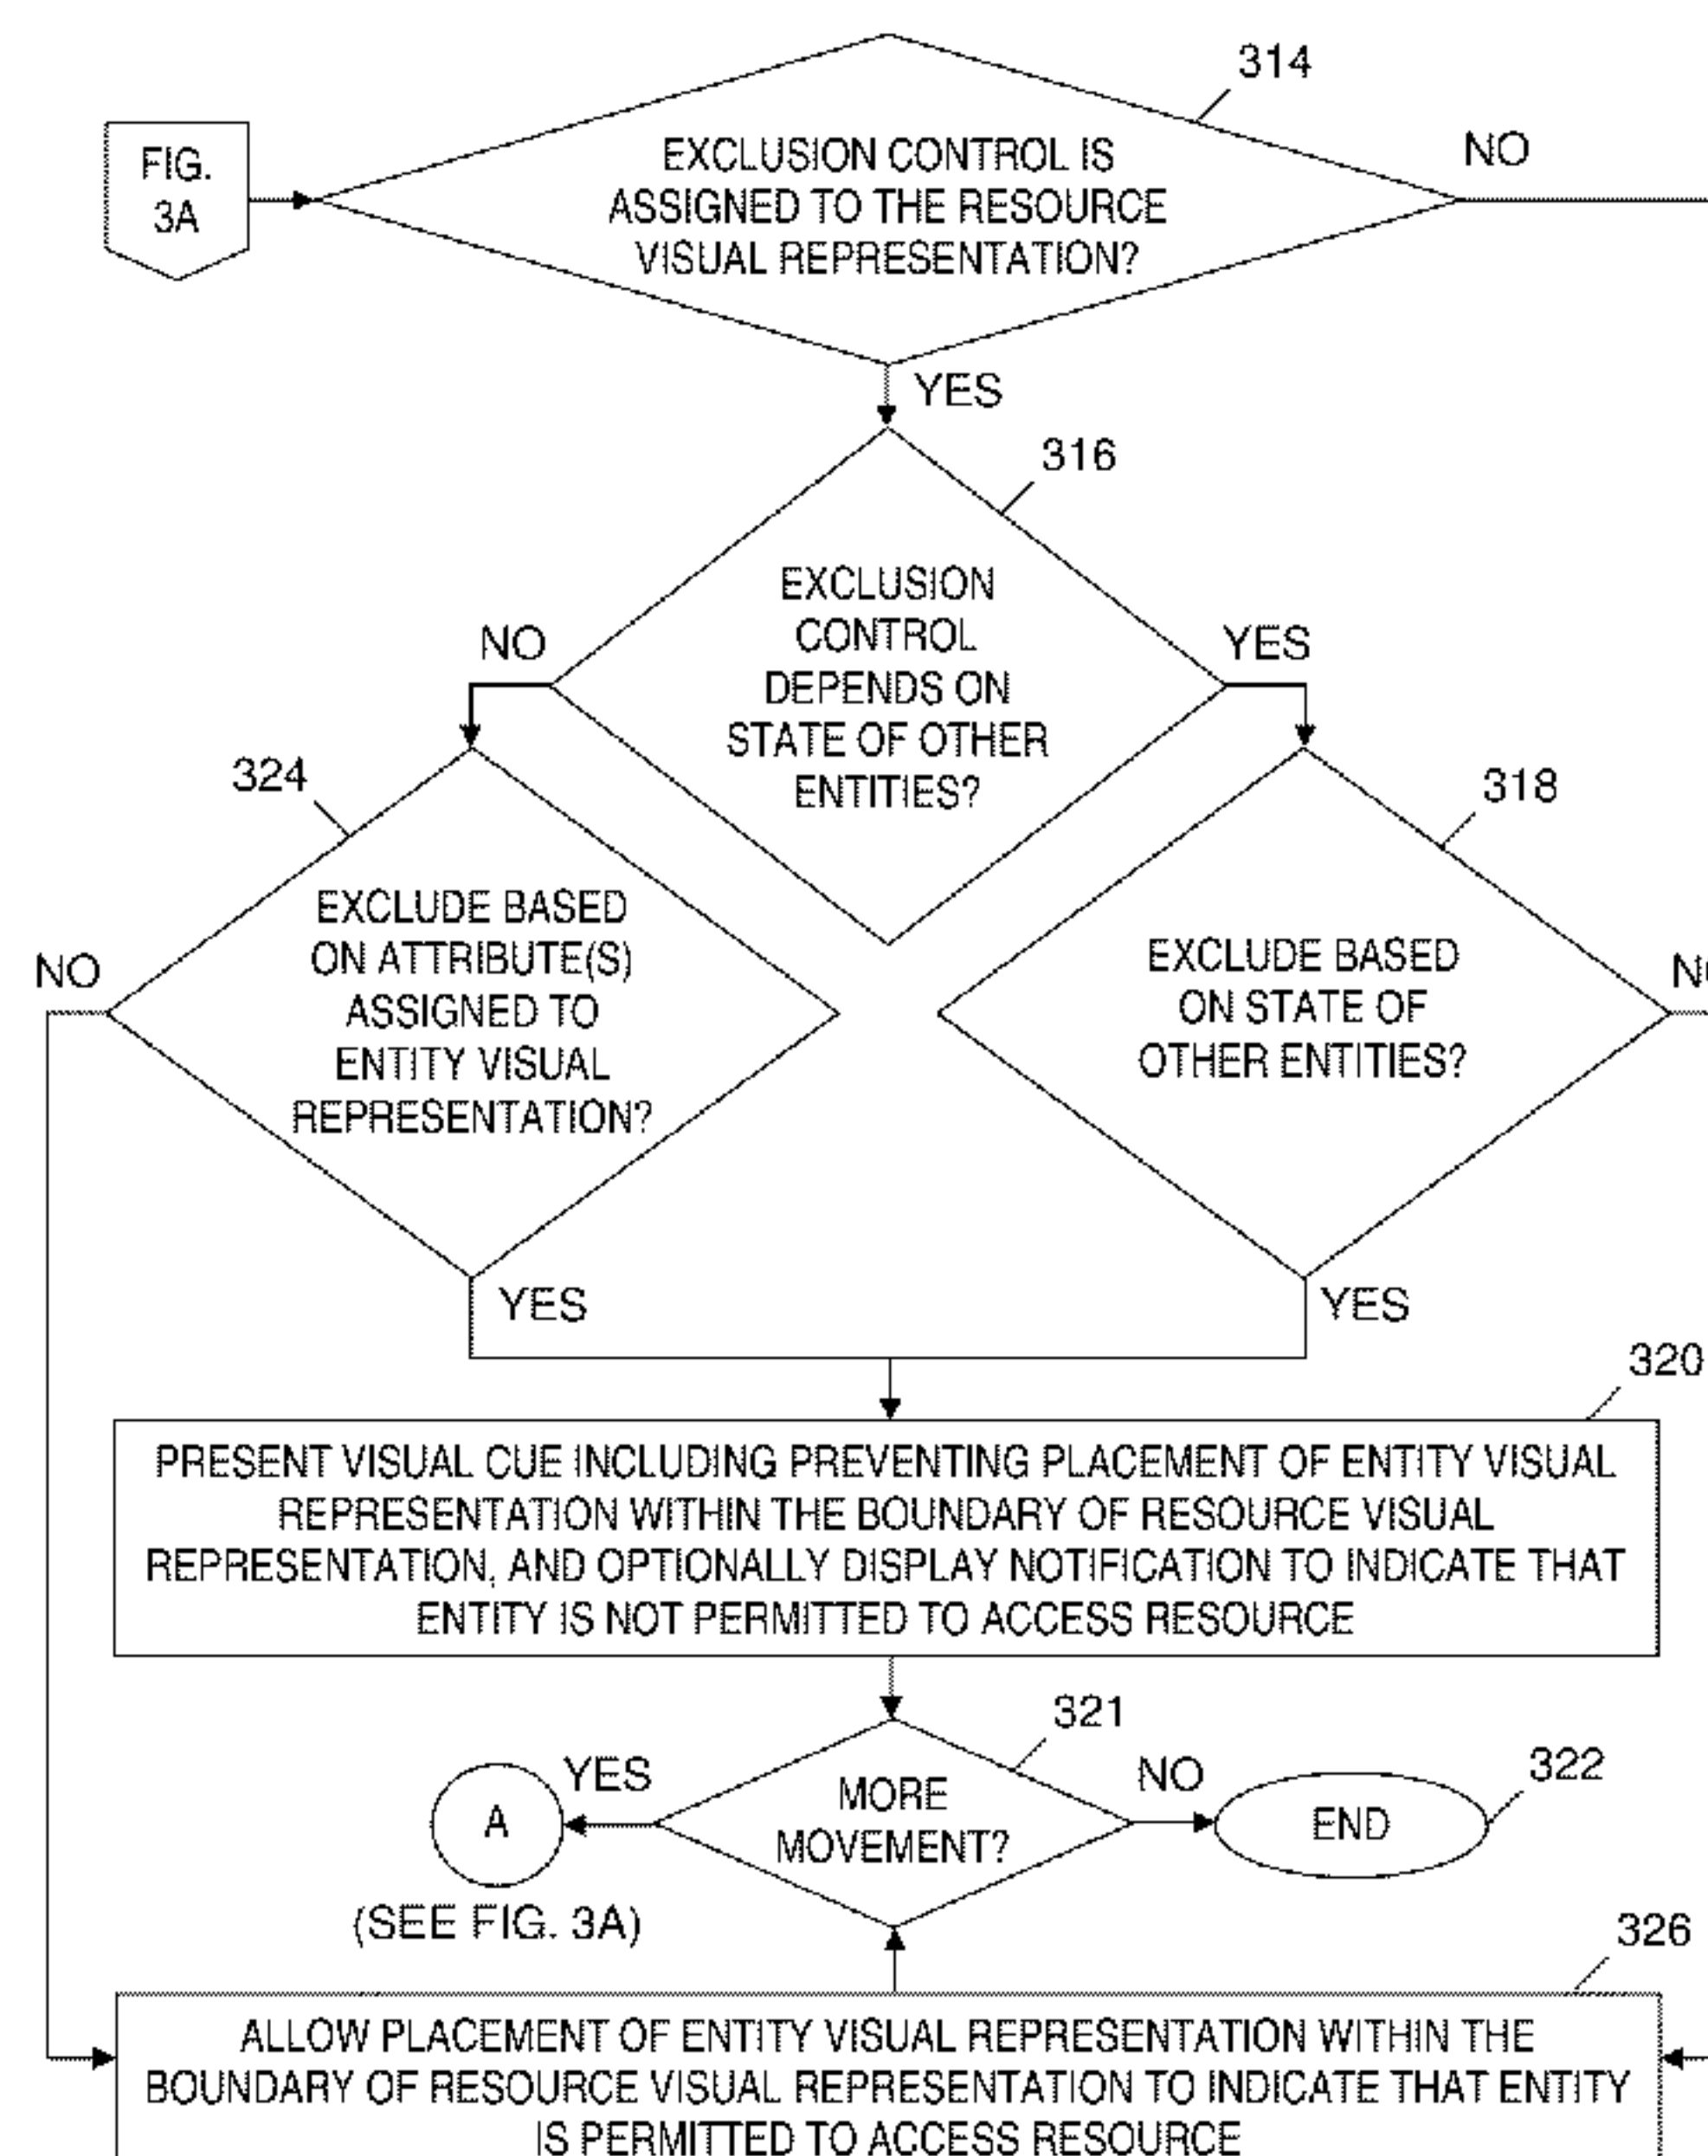 314
FIG.
3A
EXCLUSION CONTROL IS
ASSIGNED TO THE RESOURCE
VISUAL REPRESENTATION?
NO
YES
316
EXCLUSION
CONTROL
DEPENDS ON
STATE OF OTHER
ENTITIES?
NO
YES
324
318
EXCLUDE BASED
ON ATTRIBUTE(S)
ASSIGNED TO
ENTITY VISUAL
REPRESENTATION?
NO
EXCLUDE BASED
ON STATE OF
OTHER ENTITIES?
YES
YES
320
PRESENT VISUAL CUE INCLUDING PREVENTING PLACEMENT OF ENTITY VISUAL
REPRESENTATION WITHIN THE BOUNDARY OF RESOURCE VISUAL
REPRESENTATION, AND OPTIONALLY DISPLAY NOTIFICATION TO INDICATE THAT
ENTITY IS NOT PERMITTED TO ACCESS RESOURCE
321
YES
NO
322
A
MORE
MOVEMENT?
END
(SEE FIG. 3A)
326
ALLOW PLACEMENT OF ENTITY VISUAL REPRESENTATION WITHIN THE
BOUNDARY OF RESOURCE VISUAL REPRESENTATION TO INDICATE THAT ENTITY
IS PERMITTED TO ACCESS RESOURCE